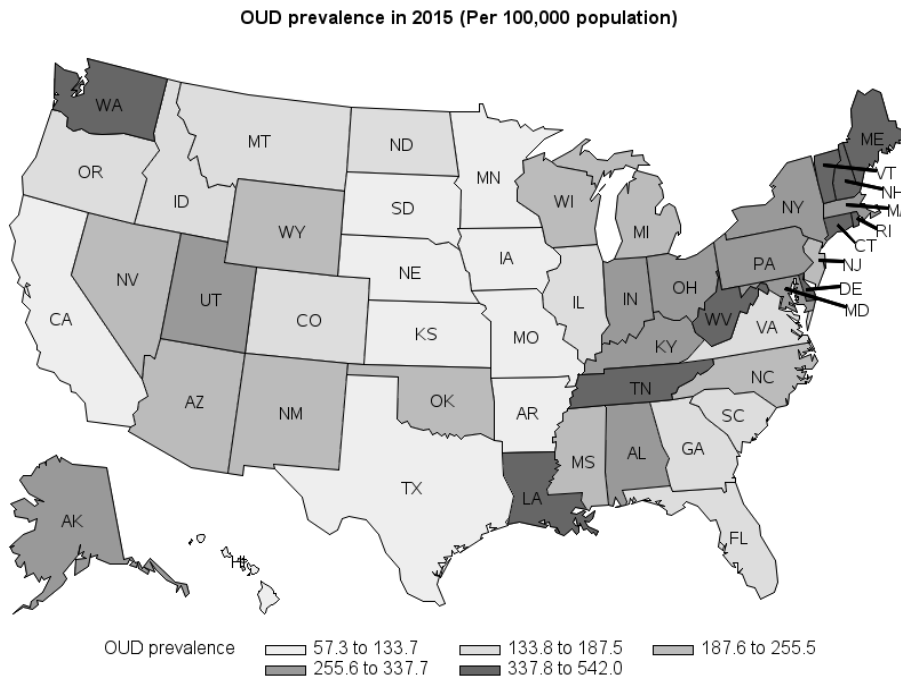 OUD prevalence in 2015 (Per 100,000 population)
WA
ME
MT
ND
VT
OR
MN
NH
ID
SD
WI
NY
MA
WY
MI
RI
CT
IA
PA
NJ
NE
NV
OH
DE
UT
IL
IN
MD
CA
CO
WV
VA
KS
MO
KY
NC
TN
AZ
OK
NM
AR
SC
GA
MS
AL
TX
LA
AK
FL
HI
OUD prevalence 57.3 to 133.7 133.8 to 187.5 187.6 to 255.5
255.6 to 337.7 337.8 to 542.0